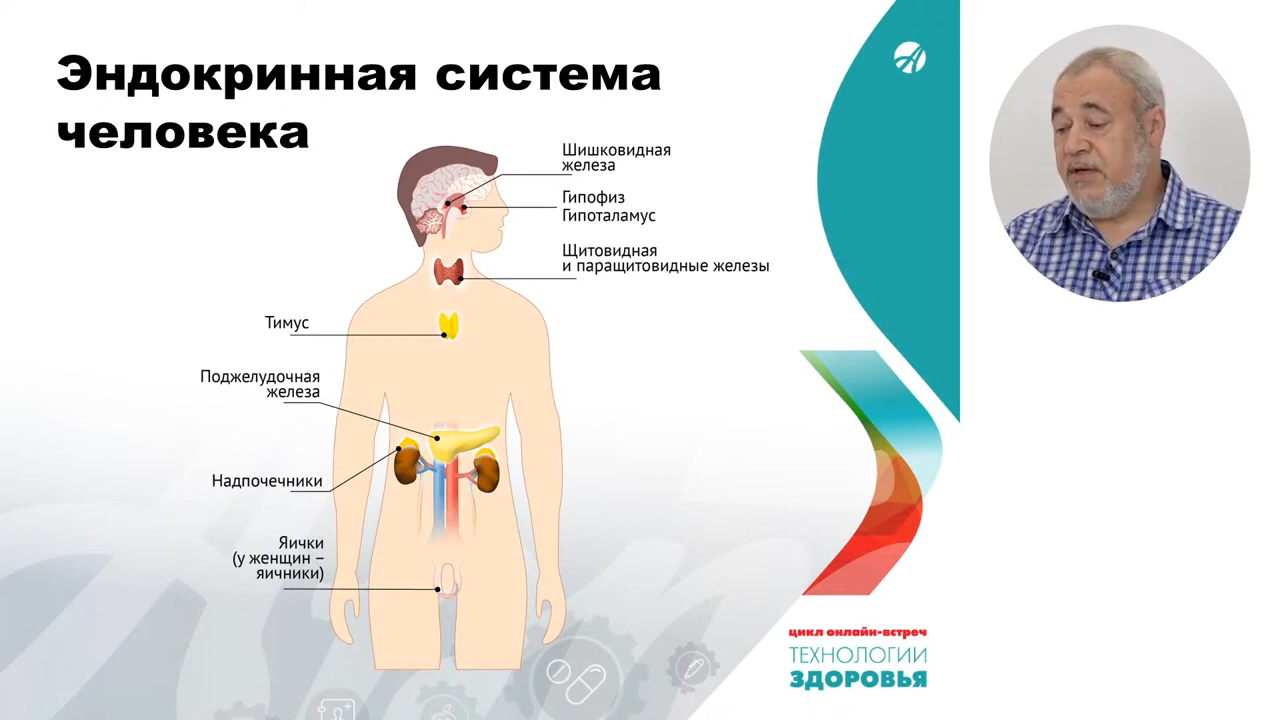 Эндокринная система
человека
Шишковидная
железа
Гипофиз
Гипоталамус
Щитовидная
и паращитовидные железы
Тимус
Поджелудочная
железа
Надпочечники
Яички
(у женщин –
яичники)
цикл онлайн-встреч
ТЕХНОЛОГИИ
ЗДОРОВЬЯ